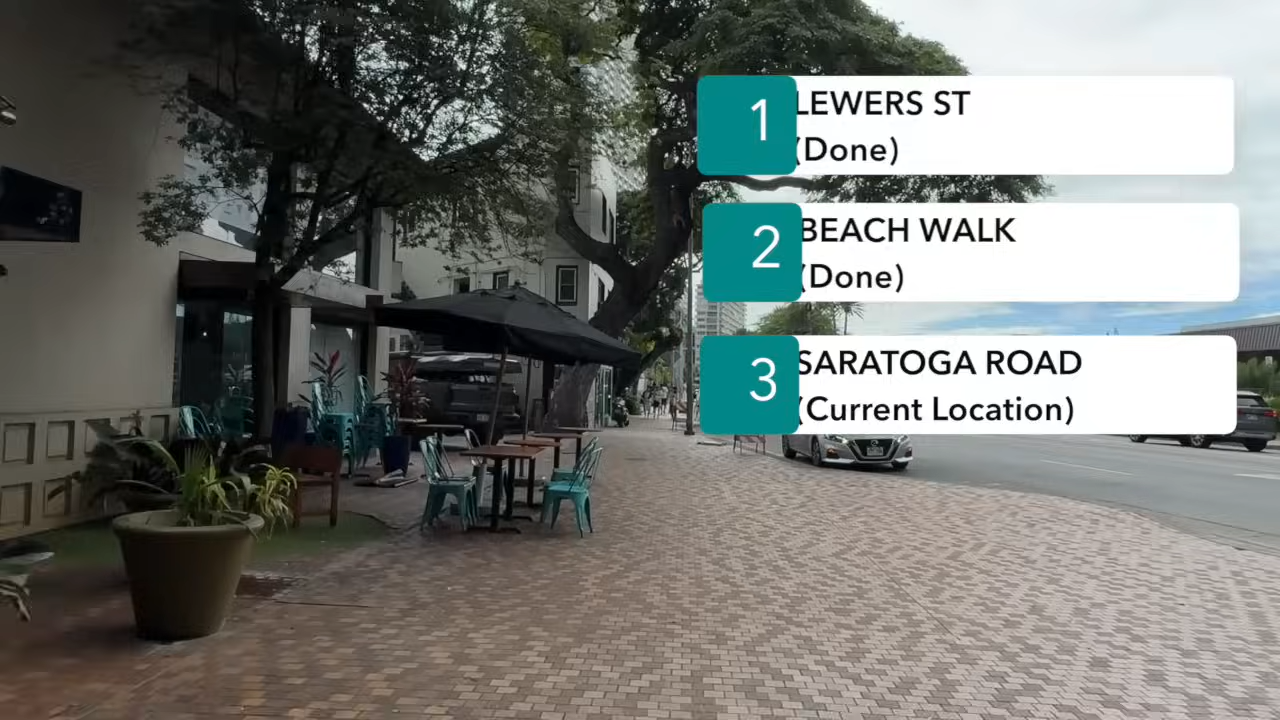 1
LEWERS ST
(Done)
2
BEACH WALK
(Done)
3
SARATOGA ROAD
(Current Location)